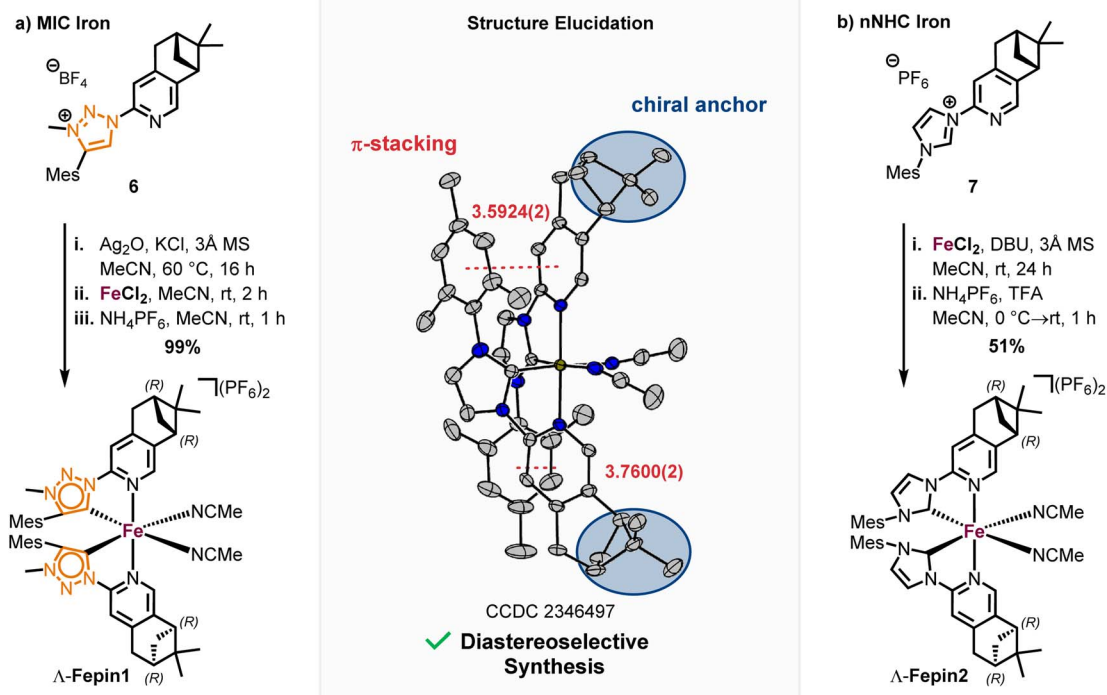 a) MIC Iron
⊖
BF4
⊕
N
N
N
N
Mes
6
i. Ag2O, KCl, 3Å MS
MeCN, 60 °C, 16 h
ii. FeCl2, MeCN, rt, 2 h
iii. NH4PF6, MeCN, rt, 1 h
99%
(R)
](PF6)2
(R)
N
N
N
N
Mes
Mes
Fe
NCMe
NCMe
N
N
N
N
(R)
(R)
Λ-Fepin1
Structure Elucidation
chiral anchor
π-stacking
3.5924(2)
3.7600(2)
CCDC 2346497
✓ Diastereoselective
Synthesis
b) nNHC Iron
⊖
PF6
⊕
N
N
N
Mes
7
i. FeCl2, DBU, 3Å MS
MeCN, rt, 24 h
ii. NH4PF6, TFA
MeCN, 0 °C→rt, 1 h
51%
(R)
](PF6)2
(R)
N
N
N
Mes
Mes
Fe
NCMe
NCMe
N
N
N
(R)
(R)
Λ-Fepin2